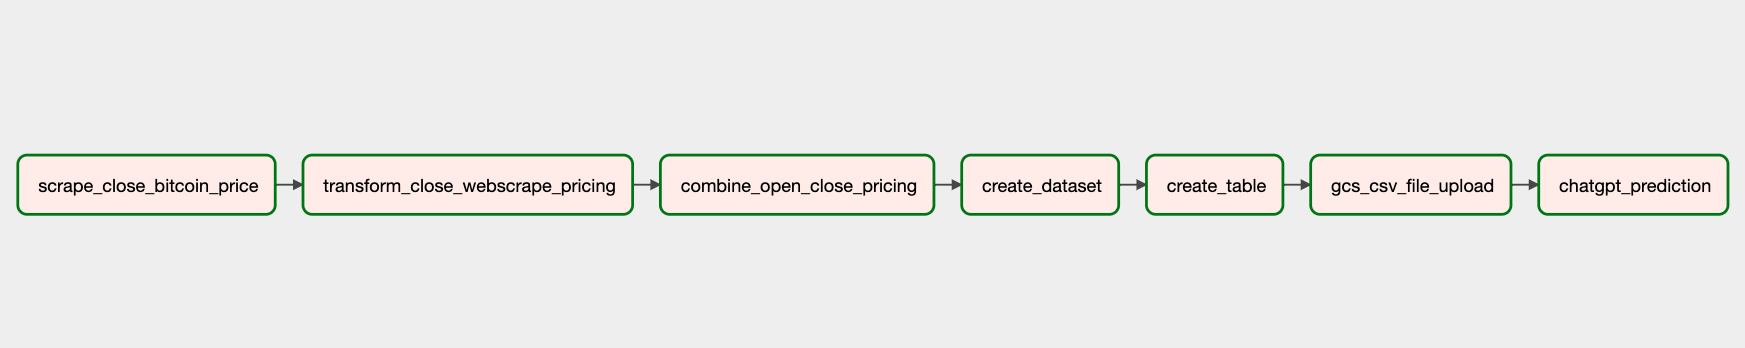 scrape_close_bitcoin_price
transform_close_webscrape_pricing
combine_open_close_pricing
create_dataset
create_table
gcs_csv_file_upload
chatgpt_prediction